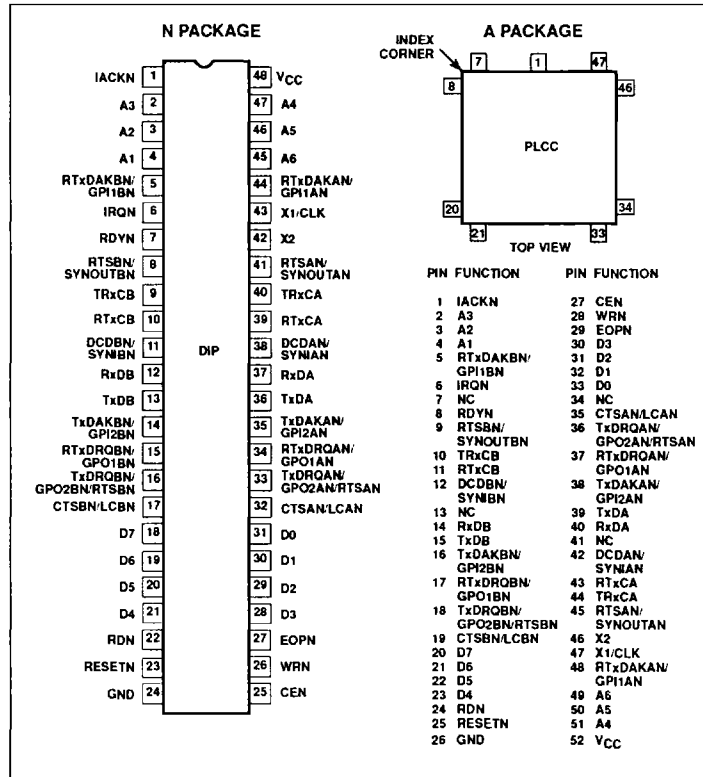 N PACKAGE
IACKN 1
A3 2
A2 3
A1 4
RTxDAKBN/
GPI1BN 5
IRQN 6
RDYN 7
RTSBN/
SYNOUTBN 8
TRxCB 9
RTxCB 10
DCDBN/
SYNIBN 11
RxDB 12
TxDB 13
TxDAKBN/
GPI2BN 14
RTxDRQBN/
GPO1BN 15
TxDRQBN/
GPO2BN/RTSBN 16
CTSBN/LCBN 17
D7 18
D6 19
D5 20
D4 21
RDN 22
RESETN 23
GND 24
DIP
48 VCC
47 A4
46 A5
45 A6
44 RTxDAKAN/
GPI1AN
43 X1/CLK
42 X2
41 RTSAN/
SYNOUTAN
40 TRxCA
39 RTxCA
38 DCDAN/
SYNIAN
37 RxDA
36 TxDA
35 TxDAKAN/
GPI2AN
34 RTxDRQAN/
GPO1AN
33 TxDRQAN/
GPO2AN/RTSAN
32 CTSAN/LCAN
31 D0
30 D1
29 D2
28 D3
27 EOPN
26 WRN
25 CEN
A PACKAGE
INDEX
CORNER
7 1 47
8 46
PLCC
20 34
21 33
TOP VIEW
PIN FUNCTION
1 IACKN
2 A3
3 A2
4 A1
5 RTxDAKBN/
GPI1BN
6 IRQN
7 NC
8 RDYN
9 RTSBN/
SYNOUTBN
10 TRxCB
11 RTxCB
12 DCDBN/
SYNIBN
13 NC
14 RxDB
15 TxDB
16 TxDAKBN/
GPI2BN
17 RTxDRQBN/
GPO1BN
18 TxDRQBN/
GPO2BN/RTSBN
19 CTSBN/LCBN
20 D7
21 D6
22 D5
23 D4
24 RDN
25 RESETN
26 GND
PIN FUNCTION
27 CEN
28 WRN
29 EOPN
30 D3
31 D2
32 D1
33 D0
34 NC
35 CTSAN/LCAN
36 TxDRQAN/
GPO2AN/RTSAN
37 RTxDRQAN/
GPO1AN
38 TxDAKAN/
GPI2AN
39 TxDA
40 RxDA
41 NC
42 DCDAN/
SYNIAN
43 RTxCA
44 TRxCA
45 RTSAN/
SYNOUTAN
46 X2
47 X1/CLK
48 RTxDAKAN/
GPI1AN
49 A6
50 A5
51 A4
52 VCC